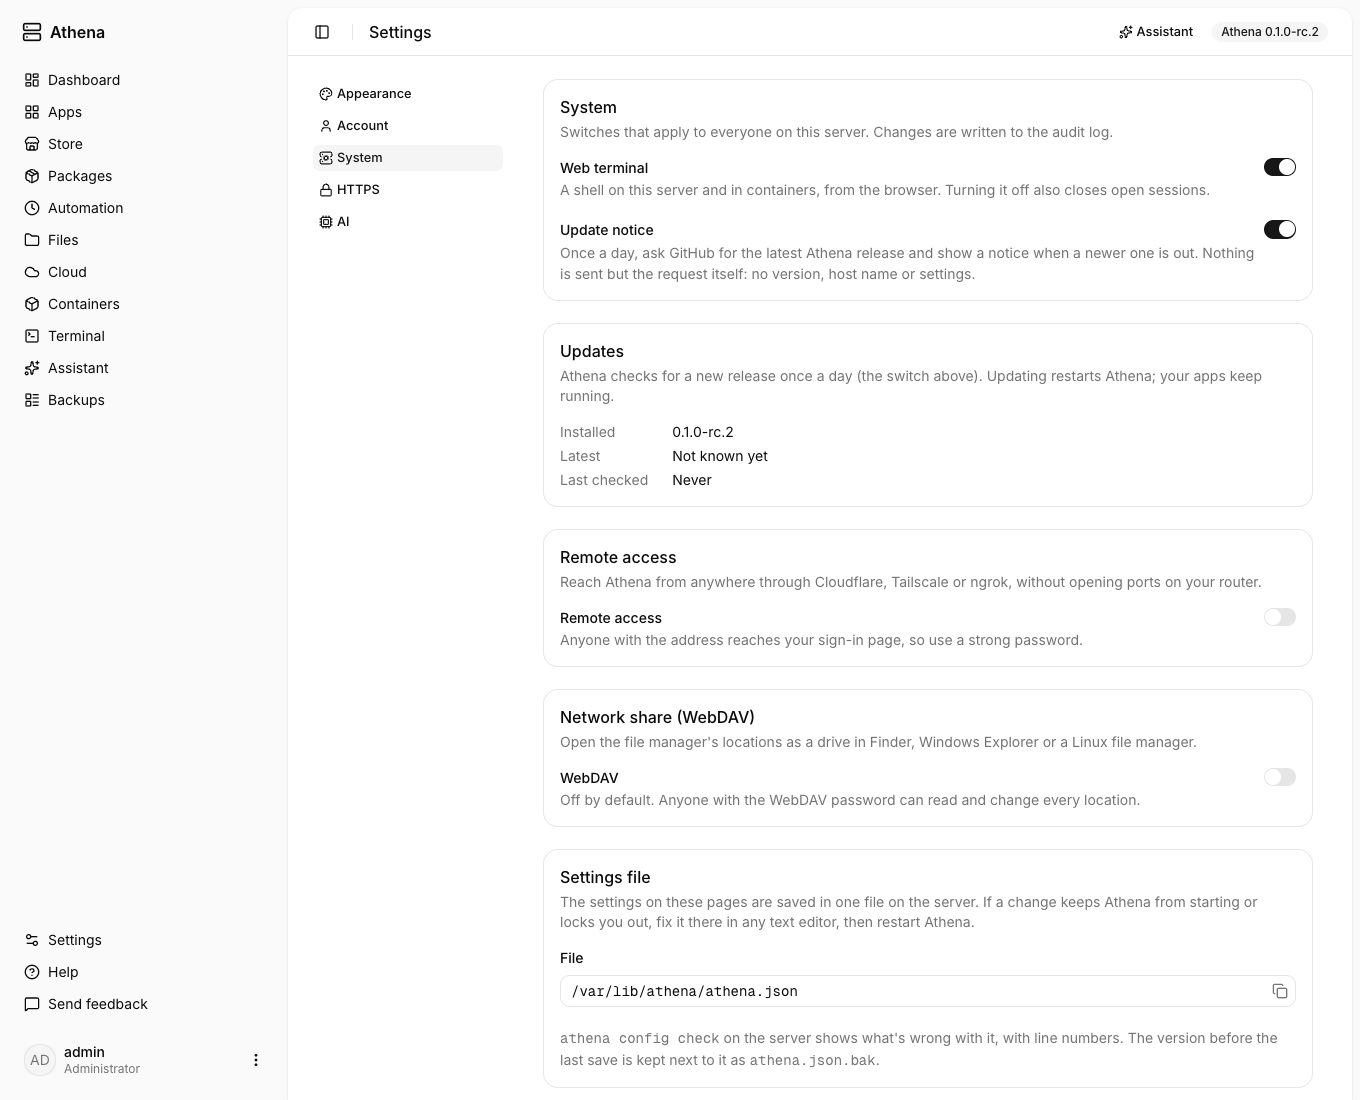 Athena
Dashboard
Apps
Store
Packages
Automation
Files
Cloud
Containers
Terminal
Assistant
Backups
Settings
Help
Send feedback
AD
admin
Administrator
Settings
Assistant
Athena 0.1.0-rc.2
Appearance
Account
System
HTTPS
AI
System
Switches that apply to everyone on this server. Changes are written to the audit log.
Web terminal
A shell on this server and in containers, from the browser. Turning it off also closes open sessions.
Update notice
Once a day, ask GitHub for the latest Athena release and show a notice when a newer one is out. Nothing
is sent but the request itself: no version, host name or settings.
Updates
Athena checks for a new release once a day (the switch above). Updating restarts Athena; your apps keep
running.
Installed 0.1.0-rc.2
Latest Not known yet
Last checked Never
Remote access
Reach Athena from anywhere through Cloudflare, Tailscale or ngrok, without opening ports on your router.
Remote access
Anyone with the address reaches your sign-in page, so use a strong password.
Network share (WebDAV)
Open the file manager's locations as a drive in Finder, Windows Explorer or a Linux file manager.
WebDAV
Off by default. Anyone with the WebDAV password can read and change every location.
Settings file
The settings on these pages are saved in one file on the server. If a change keeps Athena from starting or
locks you out, fix it there in any text editor, then restart Athena.
File
/var/lib/athena/athena.json
athena config check on the server shows what's wrong with it, with line numbers. The version before the
last save is kept next to it as athena.json.bak.